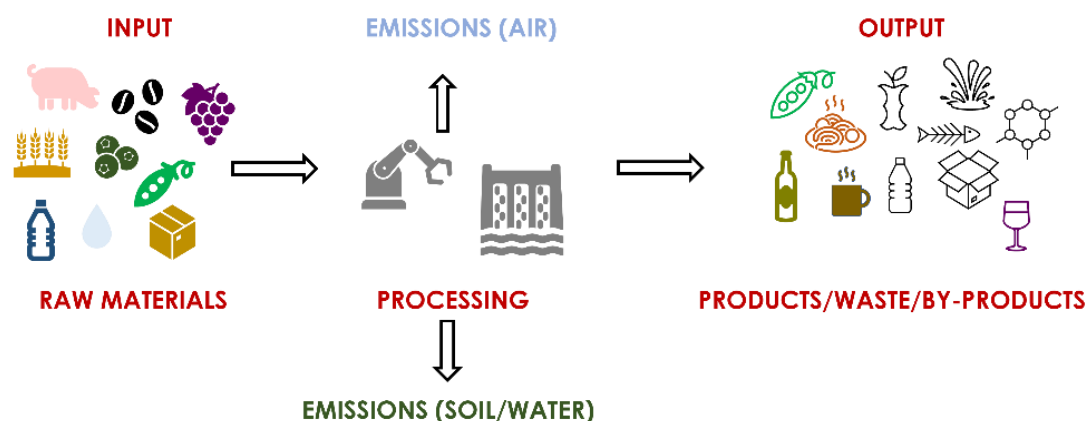 INPUT
EMISSIONS (AIR)
OUTPUT
RAW MATERIALS
PROCESSING
PRODUCTS/WASTE/BY-PRODUCTS
EMISSIONS (SOIL/WATER)